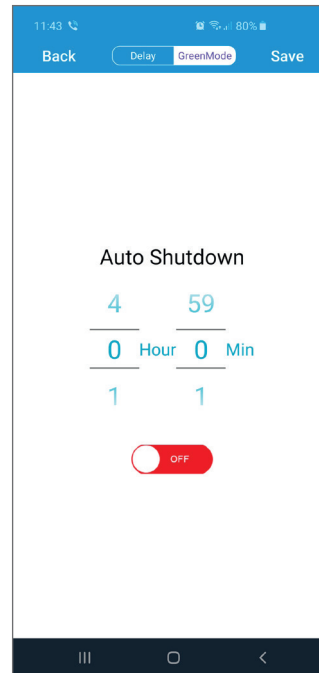 11:43 80%
Back Delay GreenMode Save
Auto Shutdown
4 59
0 Hour 0 Min
1 1
OFF